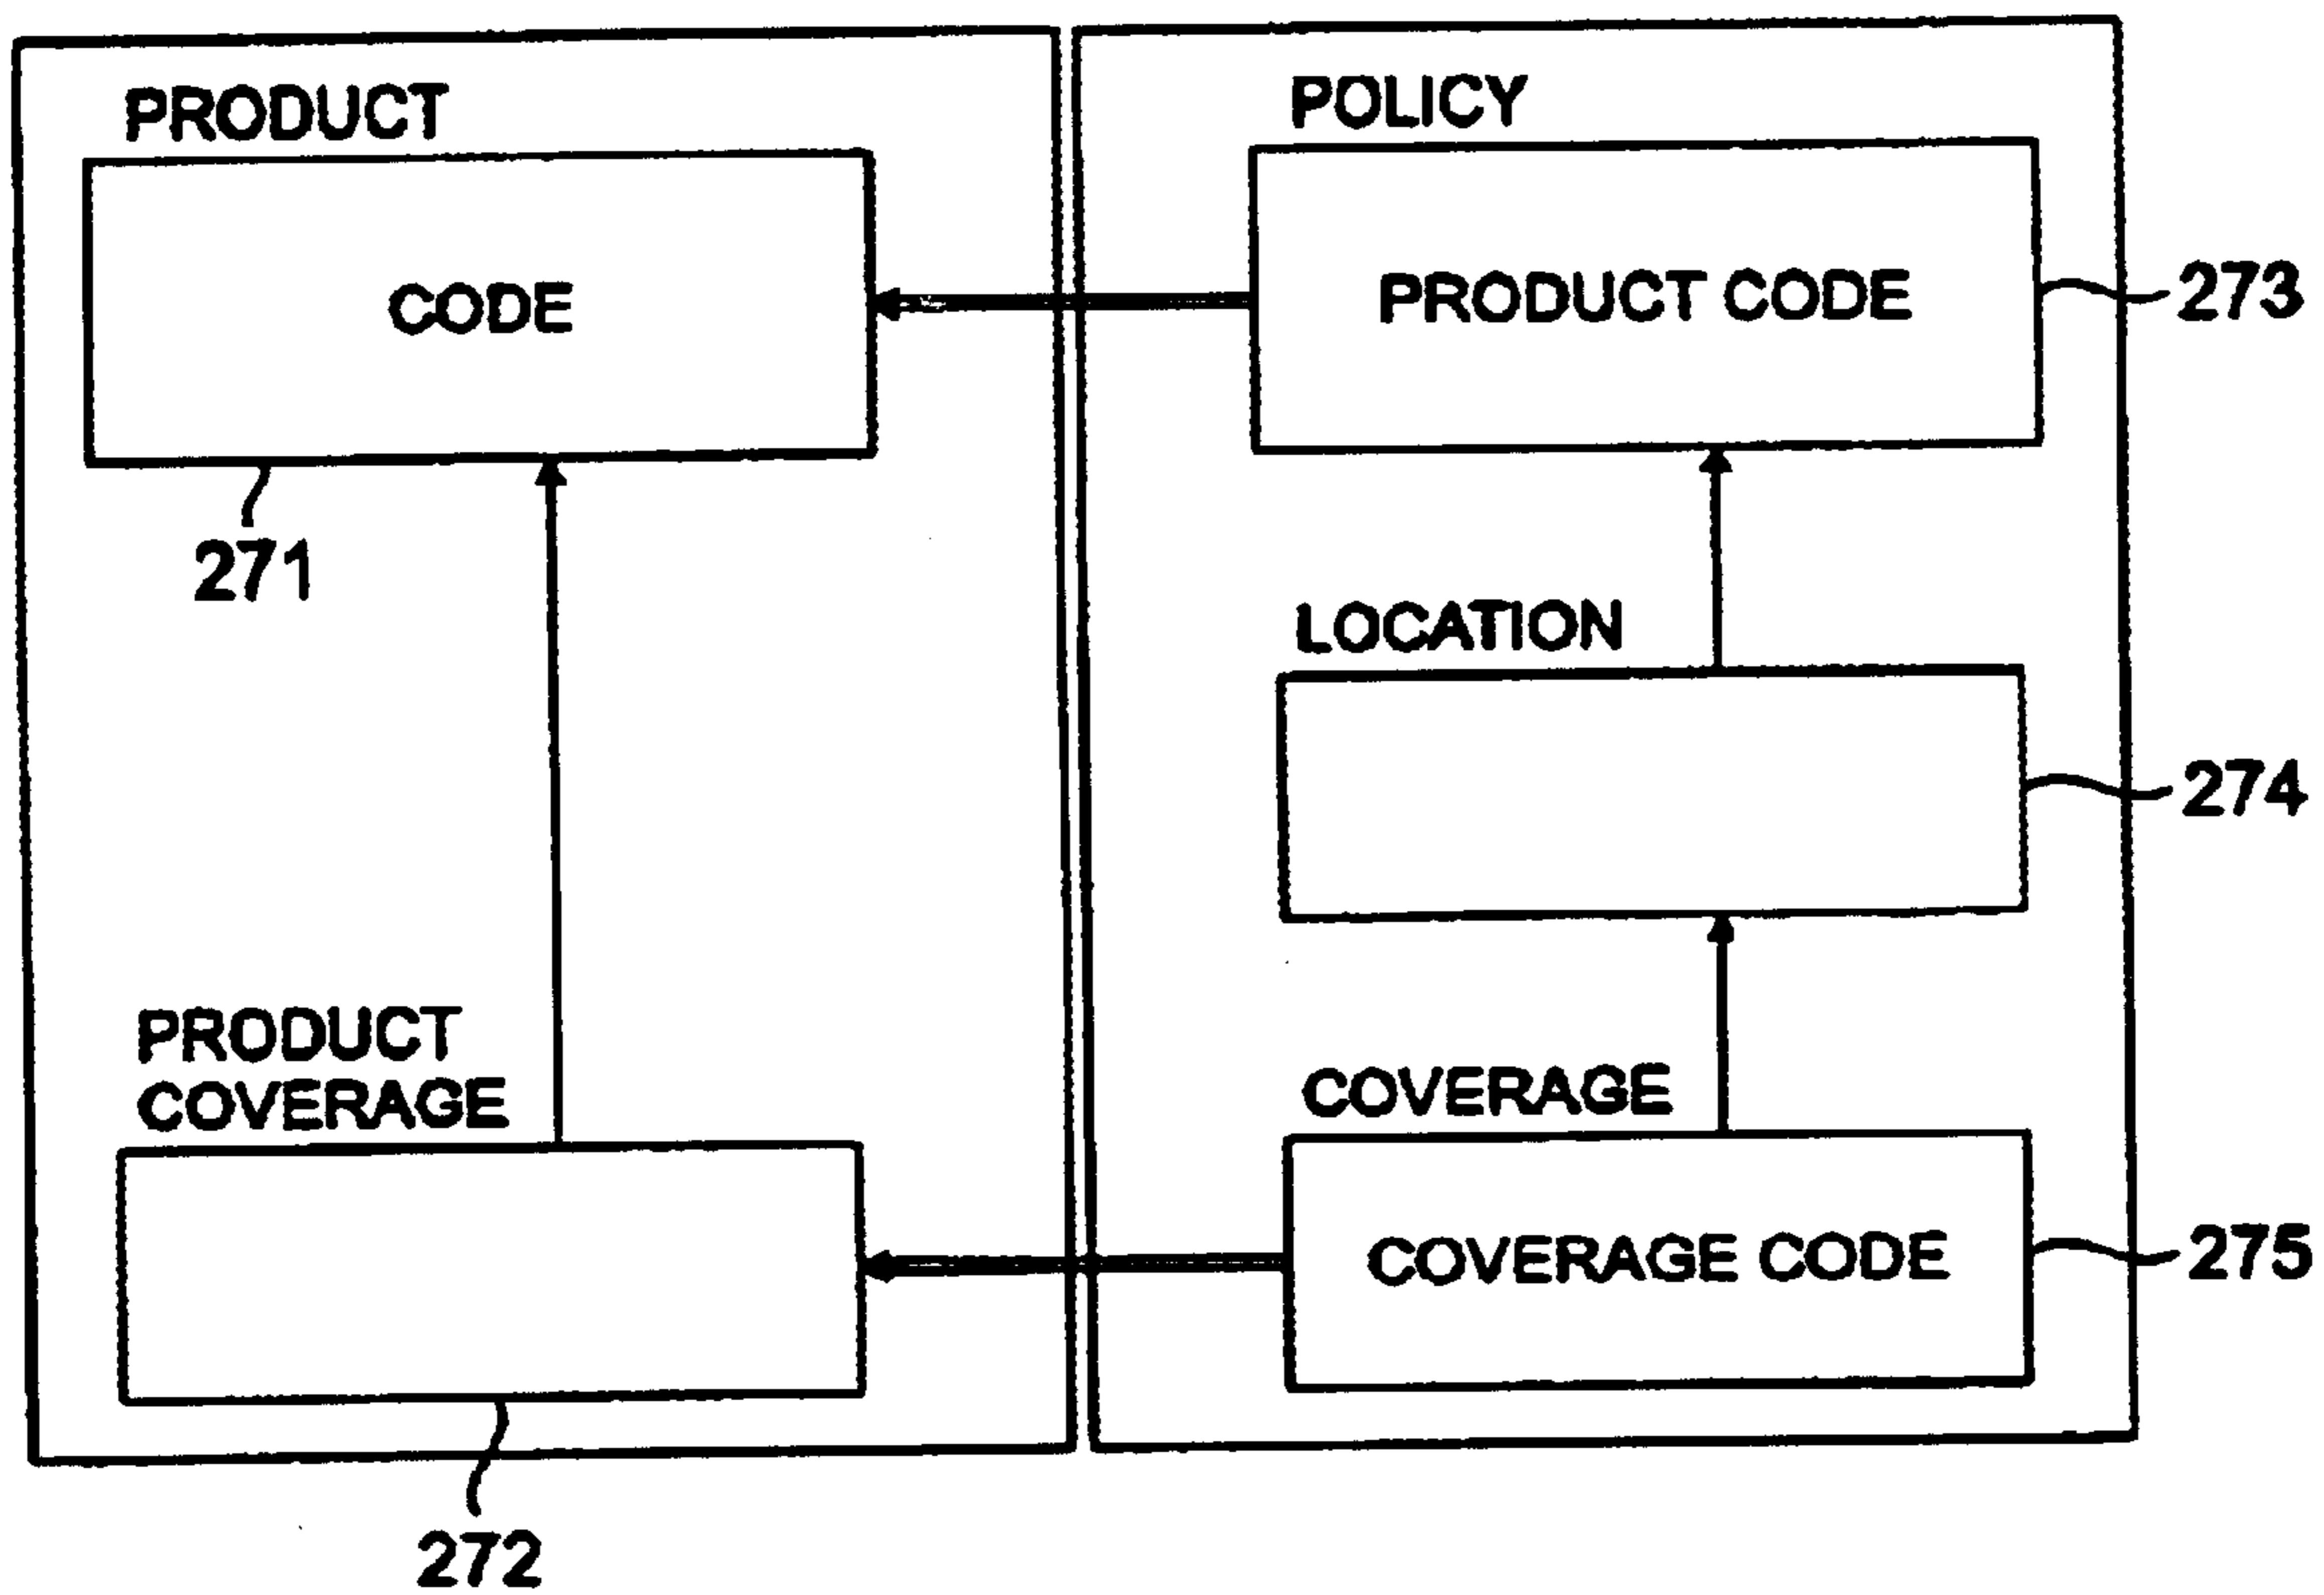 PRODUCT
CODE
271
PRODUCT
COVERAGE
272
POLICY
PRODUCT CODE
273
LOCATION
274
COVERAGE
COVERAGE CODE
275